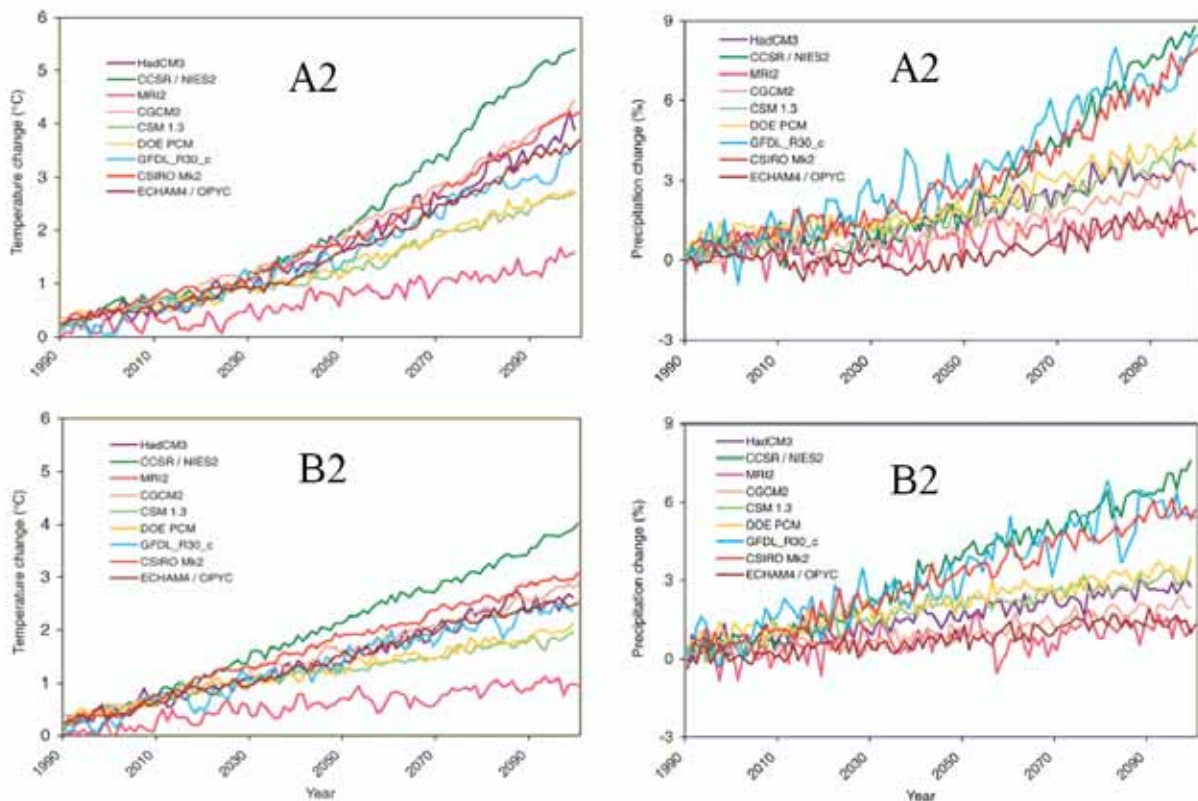 6
5
4
3
2
1
0
Temperature change (°C)
A2
HadCM3
CCSR / NIES2
MRI2
CGCM2
CSM 1.3
DOE PCM
GFDL_R30_c
CSIRO Mk2
ECHAM4 / OPYC
1990
2010
2030
2050
2070
2090
9
6
3
0
-3
Precipitation change (%)
A2
HadCM3
CCSR / NIES2
MRI2
CGCM2
CSM 1.3
DOE PCM
GFDL_R30_c
CSIRO Mk2
ECHAM4 / OPYC
1990
2010
2030
2050
2070
2090
6
5
4
3
2
1
0
Temperature change (°C)
B2
HadCM3
CCSR / NIES2
MRI2
CGCM2
CSM 1.3
DOE PCM
GFDL_R30_c
CSIRO Mk2
ECHAM4 / OPYC
1990
2010
2030
2050
2070
2090
Year
9
6
3
0
-3
Precipitation change (%)
B2
HadCM3
CCSR / NIES2
MRI2
CGCM2
CSM 1.3
DOE PCM
GFDL_R30_c
CSIRO Mk2
ECHAM4 / OPYC
1990
2010
2030
2050
2070
2090
Year